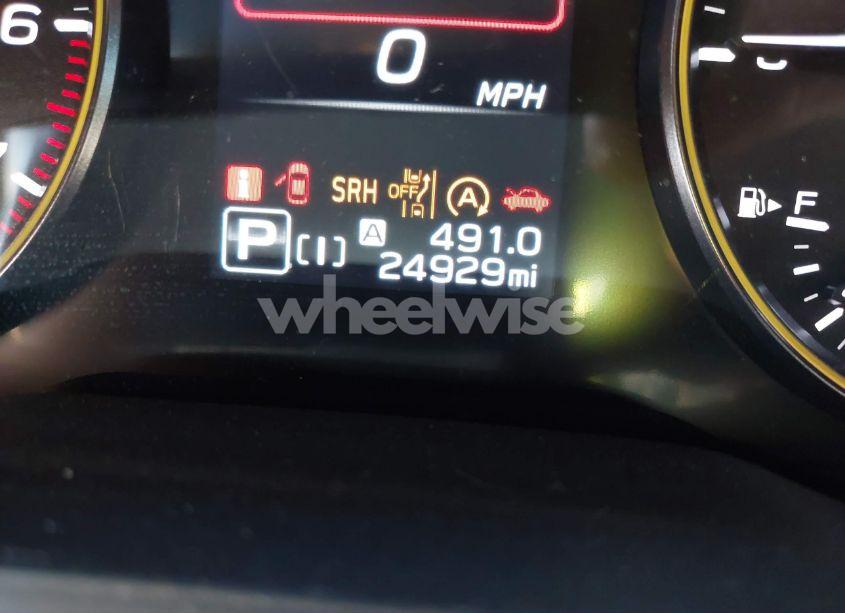 6
0
MPH
SRH OFF A
F
P [I] A 491.0
24929mi
wheelwise